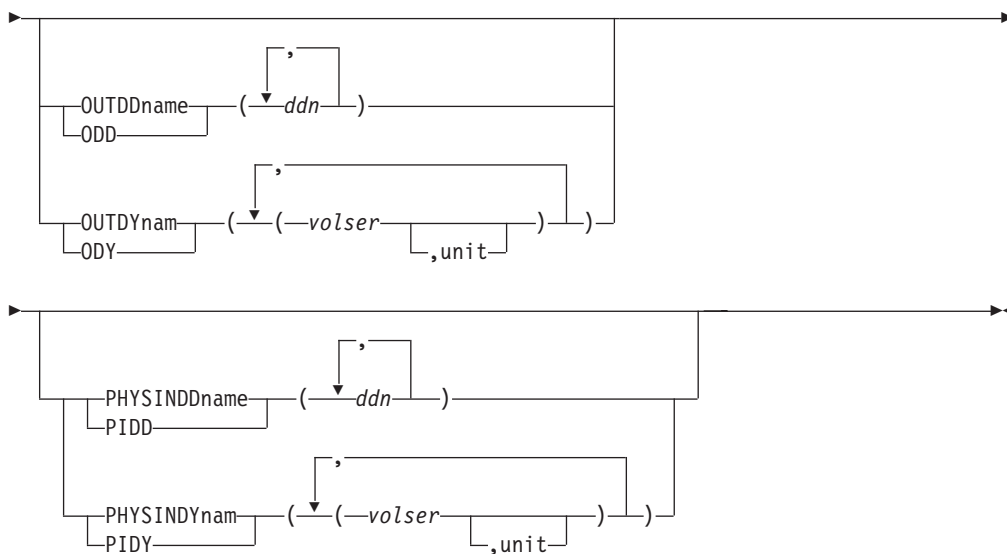 ,
OUTDDname ( ddn )
ODD
,
OUTDYnam ( ( volser ) )
ODY ,unit
,
PHYSINDDname ( ddn )
PIDD
,
PHYSINDYnam ( ( volser ) )
PIDY ,unit